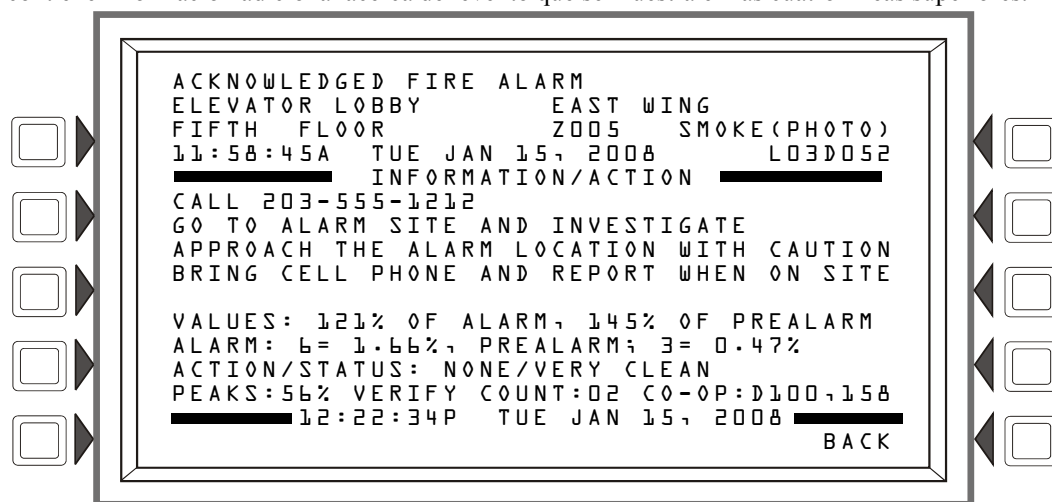 ACKNOWLEDGED FIRE ALARM
ELEVATOR LOBBY EAST WING
FIFTH FLOOR Z005 SMOKE(PHOTO)
11:58:45A TUE JAN 15, 2008 L03D052
INFORMATION/ACTION
CALL 203-555-1212
GO TO ALARM SITE AND INVESTIGATE
APPROACH THE ALARM LOCATION WITH CAUTION
BRING CELL PHONE AND REPORT WHEN ON SITE
VALUES: 121% OF ALARM, 145% OF PREALARM
ALARM: 6= 1.66%, PREALARM; 3= 0.47%
ACTION/STATUS: NONE/VERY CLEAN
PEAKS:56% VERIFY COUNT:02 CO-OP:D100,158
12:22:34P TUE JAN 15, 2008
BACK